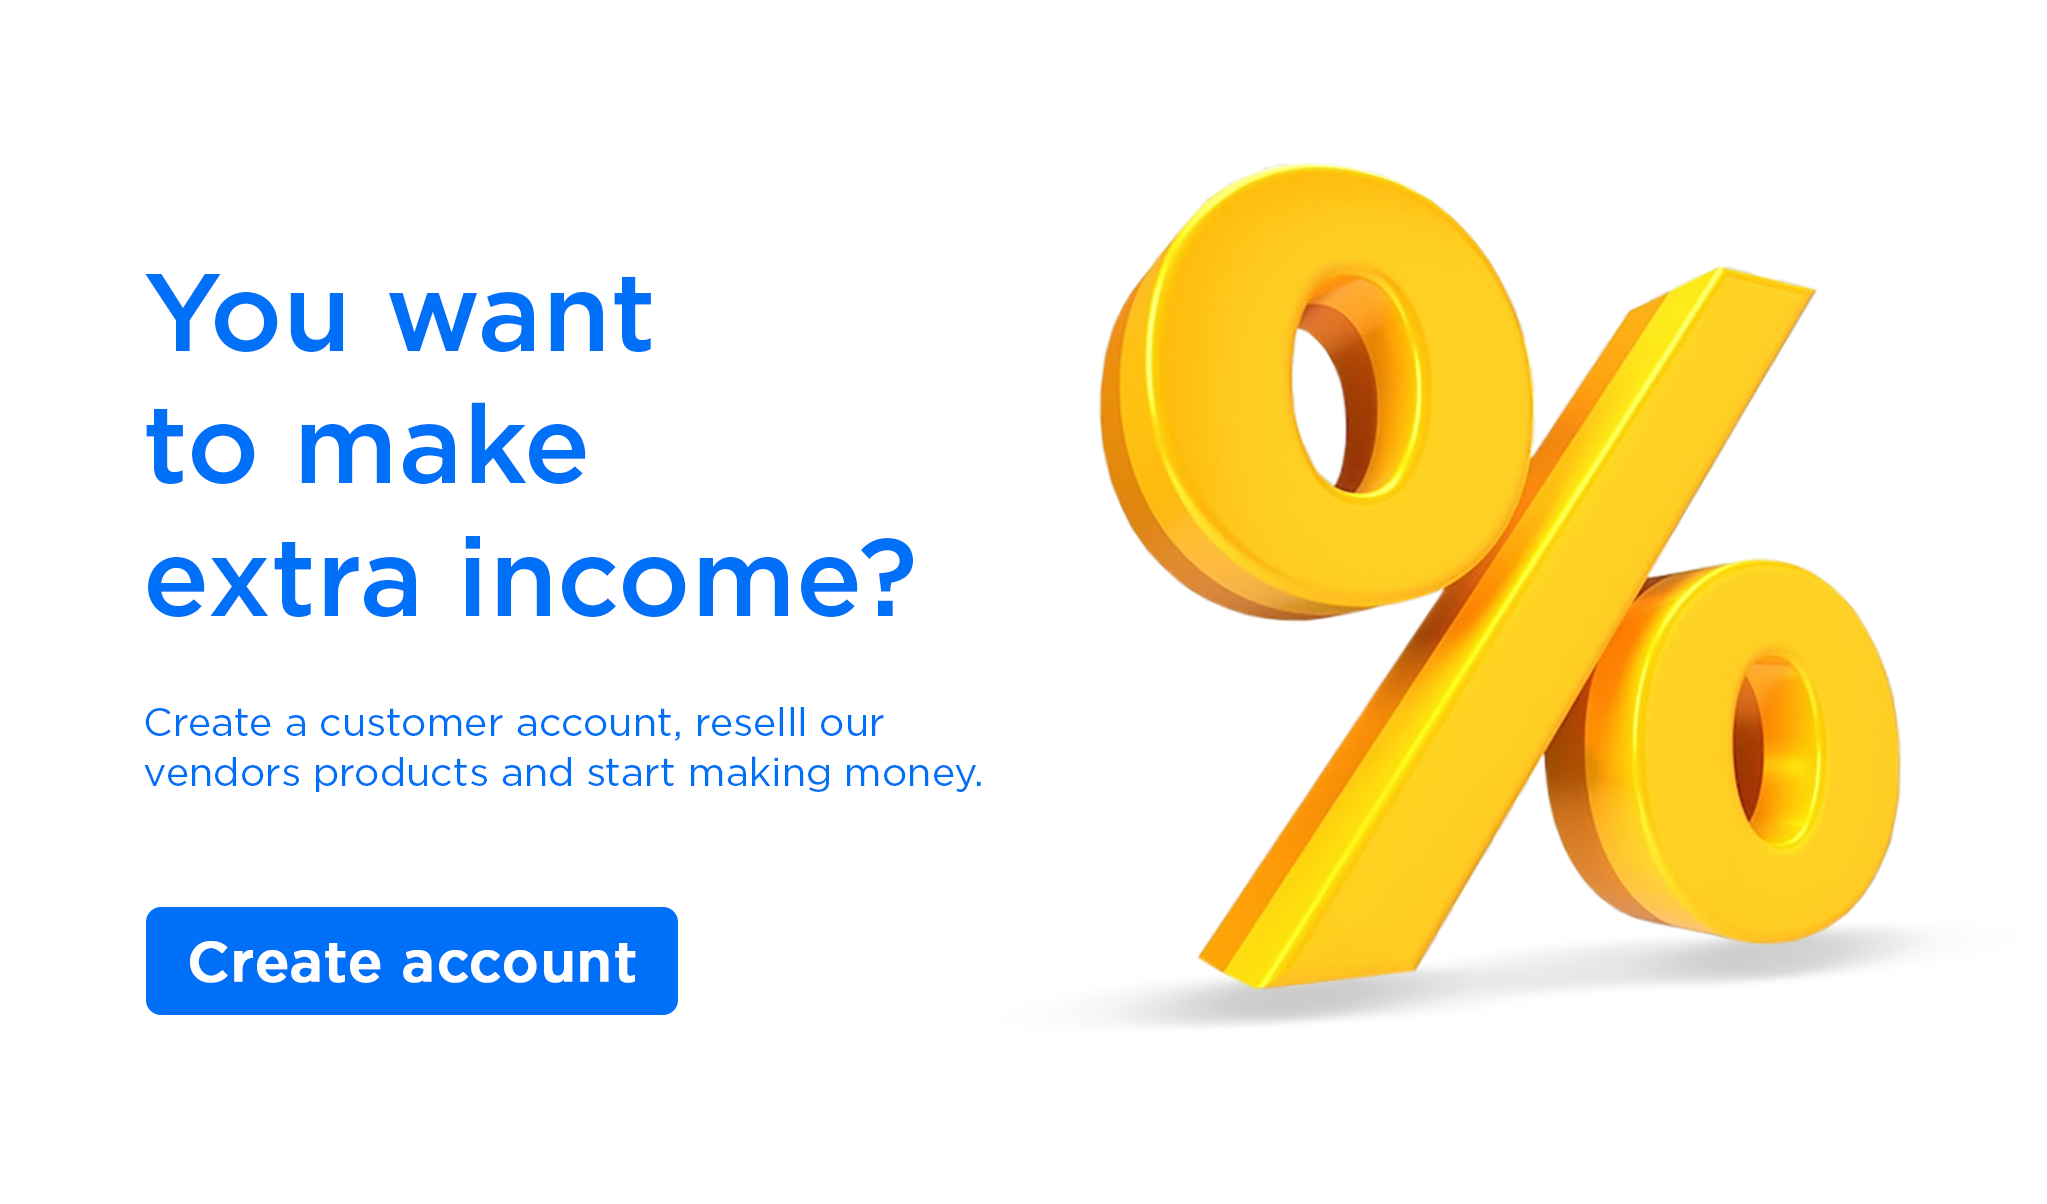 You want
to make
extra income?
Create a customer account, reselll our
vendors products and start making money.
Create account
%